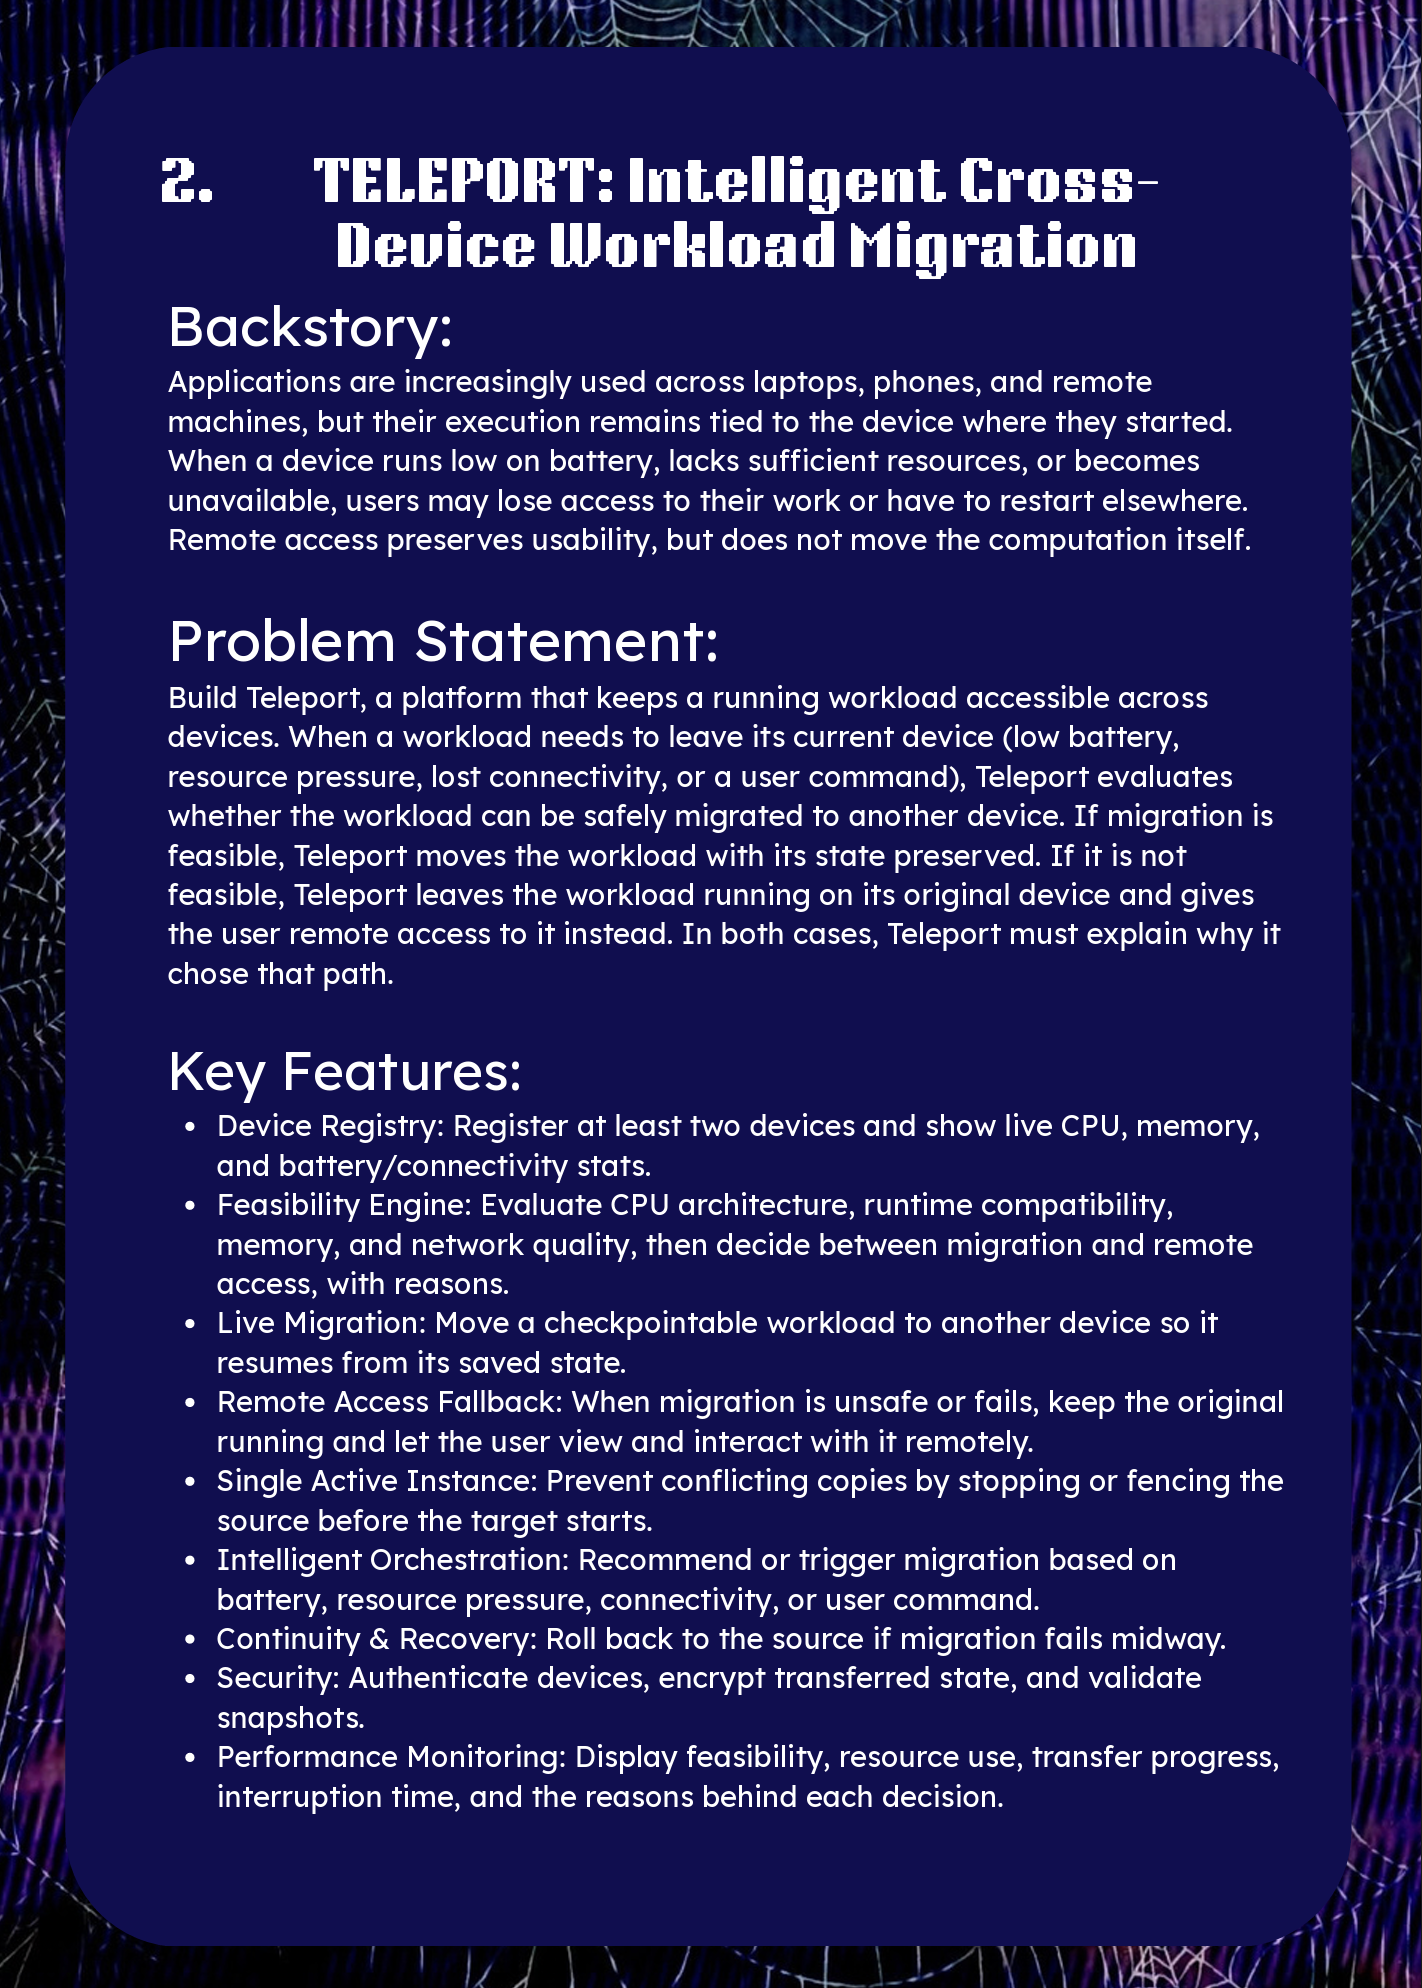 2. TELEPORT: Intelligent Cross-
Device Workload Migration
Backstory:
Applications are increasingly used across laptops, phones, and remote
machines, but their execution remains tied to the device where they started.
When a device runs low on battery, lacks sufficient resources, or becomes
unavailable, users may lose access to their work or have to restart elsewhere.
Remote access preserves usability, but does not move the computation itself.
Problem Statement:
Build Teleport, a platform that keeps a running workload accessible across
devices. When a workload needs to leave its current device (low battery,
resource pressure, lost connectivity, or a user command), Teleport evaluates
whether the workload can be safely migrated to another device. If migration is
feasible, Teleport moves the workload with its state preserved. If it is not
feasible, Teleport leaves the workload running on its original device and gives
the user remote access to it instead. In both cases, Teleport must explain why it
chose that path.
Key Features:
• Device Registry: Register at least two devices and show live CPU, memory,
and battery/connectivity stats.
• Feasibility Engine: Evaluate CPU architecture, runtime compatibility,
memory, and network quality, then decide between migration and remote
access, with reasons.
• Live Migration: Move a checkpointable workload to another device so it
resumes from its saved state.
• Remote Access Fallback: When migration is unsafe or fails, keep the original
running and let the user view and interact with it remotely.
• Single Active Instance: Prevent conflicting copies by stopping or fencing the
source before the target starts.
• Intelligent Orchestration: Recommend or trigger migration based on
battery, resource pressure, connectivity, or user command.
• Continuity & Recovery: Roll back to the source if migration fails midway.
• Security: Authenticate devices, encrypt transferred state, and validate
snapshots.
• Performance Monitoring: Display feasibility, resource use, transfer progress,
interruption time, and the reasons behind each decision.